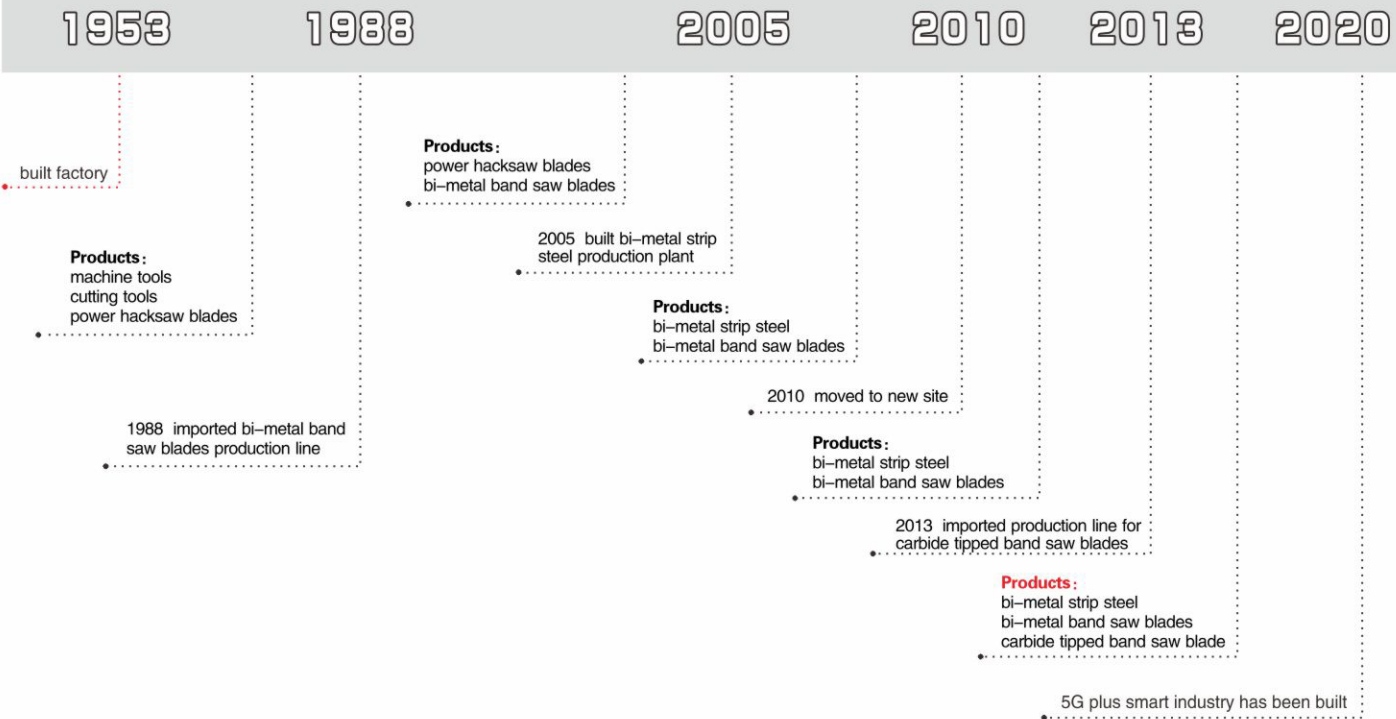 1953 1988 2005 2010 2013 2020
built factory
Products:
machine tools
cutting tools
power hacksaw blades
1988 imported bi–metal band
saw blades production line
Products:
power hacksaw blades
bi–metal band saw blades
2005 built bi–metal strip
steel production plant
Products:
bi–metal strip steel
bi–metal band saw blades
2010 moved to new site
Products:
bi–metal strip steel
bi–metal band saw blades
2013 imported production line for
carbide tipped band saw blades
Products:
bi–metal strip steel
bi–metal band saw blades
carbide tipped band saw blade
5G plus smart industry has been built